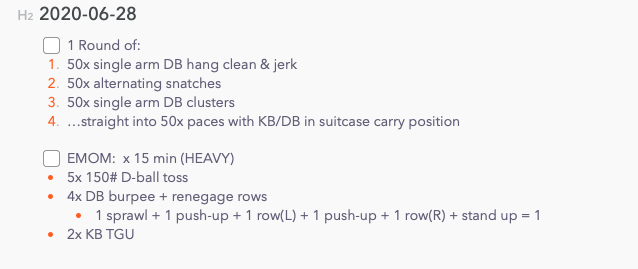 H2 2020-06-28
1 Round of:
1. 50x single arm DB hang clean & jerk
2. 50x alternating snatches
3. 50x single arm DB clusters
4. …straight into 50x paces with KB/DB in suitcase carry position
EMOM:  x 15 min (HEAVY)
• 5x 150# D-ball toss
• 4x DB burpee + renegage rows
• 1 sprawl + 1 push-up + 1 row(L) + 1 push-up + 1 row(R) + stand up = 1
• 2x KB TGU